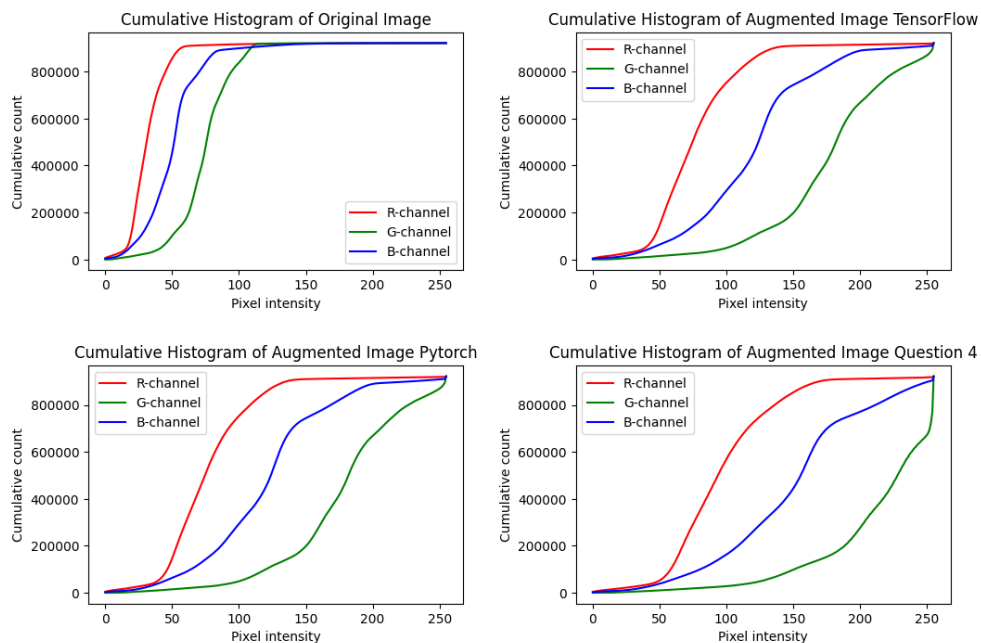 Cumulative Histogram of Original Image
Cumulative count
800000
600000
400000
200000
0
R-channel
G-channel
B-channel
0 50 100 150 200 250
Pixel intensity
Cumulative Histogram of Augmented Image TensorFlow
Cumulative count
800000
600000
400000
200000
0
R-channel
G-channel
B-channel
0 50 100 150 200 250
Pixel intensity
Cumulative Histogram of Augmented Image Pytorch
Cumulative count
800000
600000
400000
200000
0
R-channel
G-channel
B-channel
0 50 100 150 200 250
Pixel intensity
Cumulative Histogram of Augmented Image Question 4
Cumulative count
800000
600000
400000
200000
0
R-channel
G-channel
B-channel
0 50 100 150 200 250
Pixel intensity